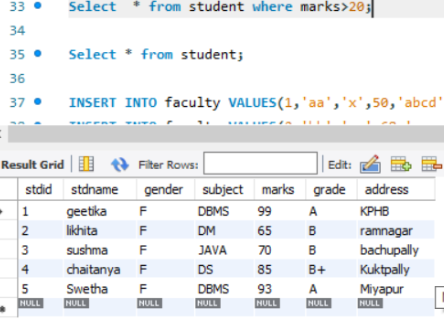 33 Select * from student where marks>20;
34
35 Select * from student;
36
37 INSERT INTO faculty VALUES(1,'aa','x',50,'abcd'
Result Grid Filter Rows: Edit:
stdid stdname gender subject marks grade address
1 geetika F DBMS 99 A KPHB
2 likhita F DM 65 B ramnagar
3 sushma F JAVA 70 B bachupally
4 chaitanya F DS 85 B+ Kuktpally
5 Swetha F DBMS 93 A Miyapur
NULL NULL NULL NULL NULL NULL NULL